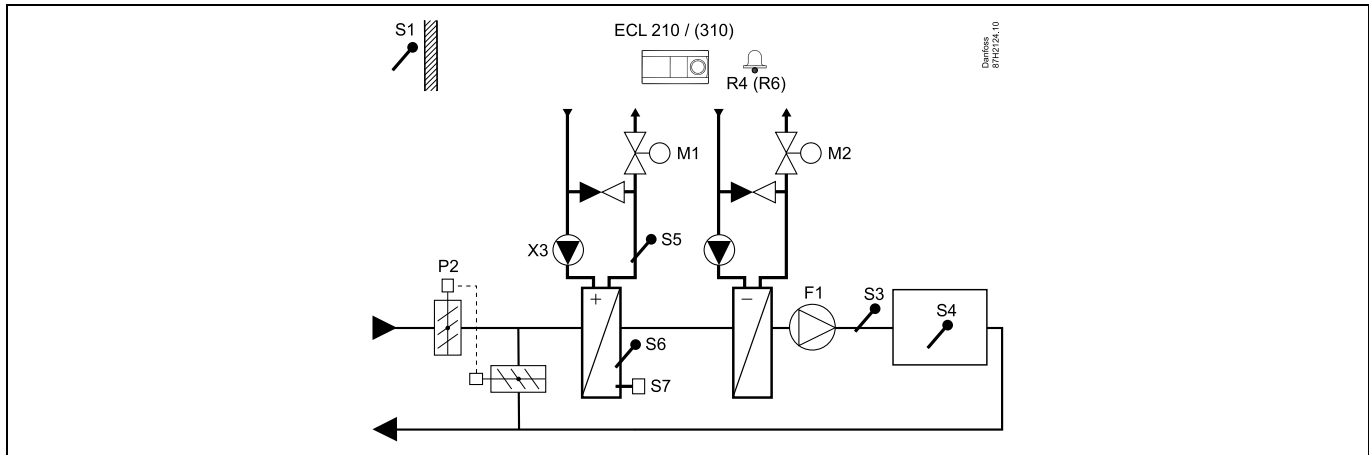 S1
ECL 210 / (310)
Danfoss
87H2124.10
R4 (R6)
M1
M2
X3
S5
P2
+
−
F1
S3
S4
S6
S7